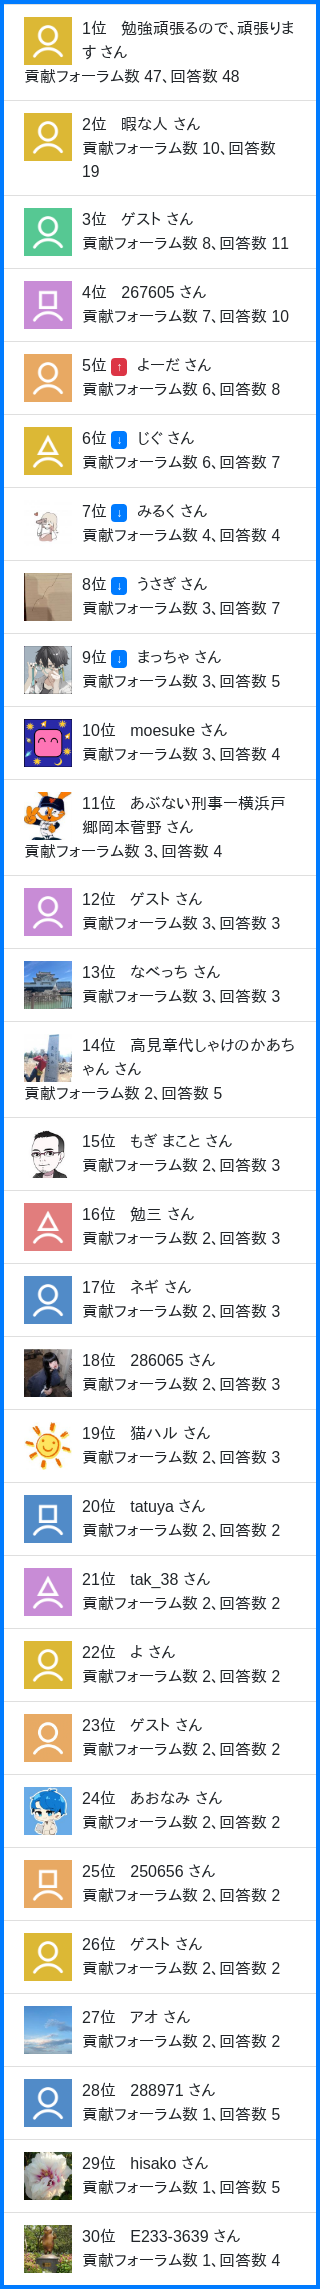 1位 勉強頑張るので、頑張りま
す さん
貢献フォーラム数 47、回答数 48
2位 暇な人 さん
貢献フォーラム数 10、回答数
19
3位 ゲスト さん
貢献フォーラム数 8、回答数 11
4位 267605 さん
貢献フォーラム数 7、回答数 10
5位 ↑ よーだ さん
貢献フォーラム数 6、回答数 8
6位 ↓ じぐ さん
貢献フォーラム数 6、回答数 7
7位 ↓ みるく さん
貢献フォーラム数 4、回答数 4
8位 ↓ うさぎ さん
貢献フォーラム数 3、回答数 7
9位 ↓ まっちゃ さん
貢献フォーラム数 3、回答数 5
10位 moesuke さん
貢献フォーラム数 3、回答数 4
11位 あぶない刑事ー横浜戸
郷岡本菅野 さん
貢献フォーラム数 3、回答数 4
12位 ゲスト さん
貢献フォーラム数 3、回答数 3
13位 なべっち さん
貢献フォーラム数 3、回答数 3
14位 高見章代しゃけのかあち
ゃん さん
貢献フォーラム数 2、回答数 5
15位 もぎ まこと さん
貢献フォーラム数 2、回答数 3
16位 勉三 さん
貢献フォーラム数 2、回答数 3
17位 ネギ さん
貢献フォーラム数 2、回答数 3
18位 286065 さん
貢献フォーラム数 2、回答数 3
19位 猫ハル さん
貢献フォーラム数 2、回答数 3
20位 tatuya さん
貢献フォーラム数 2、回答数 2
21位 tak_38 さん
貢献フォーラム数 2、回答数 2
22位 よ さん
貢献フォーラム数 2、回答数 2
23位 ゲスト さん
貢献フォーラム数 2、回答数 2
24位 あおなみ さん
貢献フォーラム数 2、回答数 2
25位 250656 さん
貢献フォーラム数 2、回答数 2
26位 ゲスト さん
貢献フォーラム数 2、回答数 2
27位 アオ さん
貢献フォーラム数 2、回答数 2
28位 288971 さん
貢献フォーラム数 1、回答数 5
29位 hisako さん
貢献フォーラム数 1、回答数 5
30位 E233-3639 さん
貢献フォーラム数 1、回答数 4